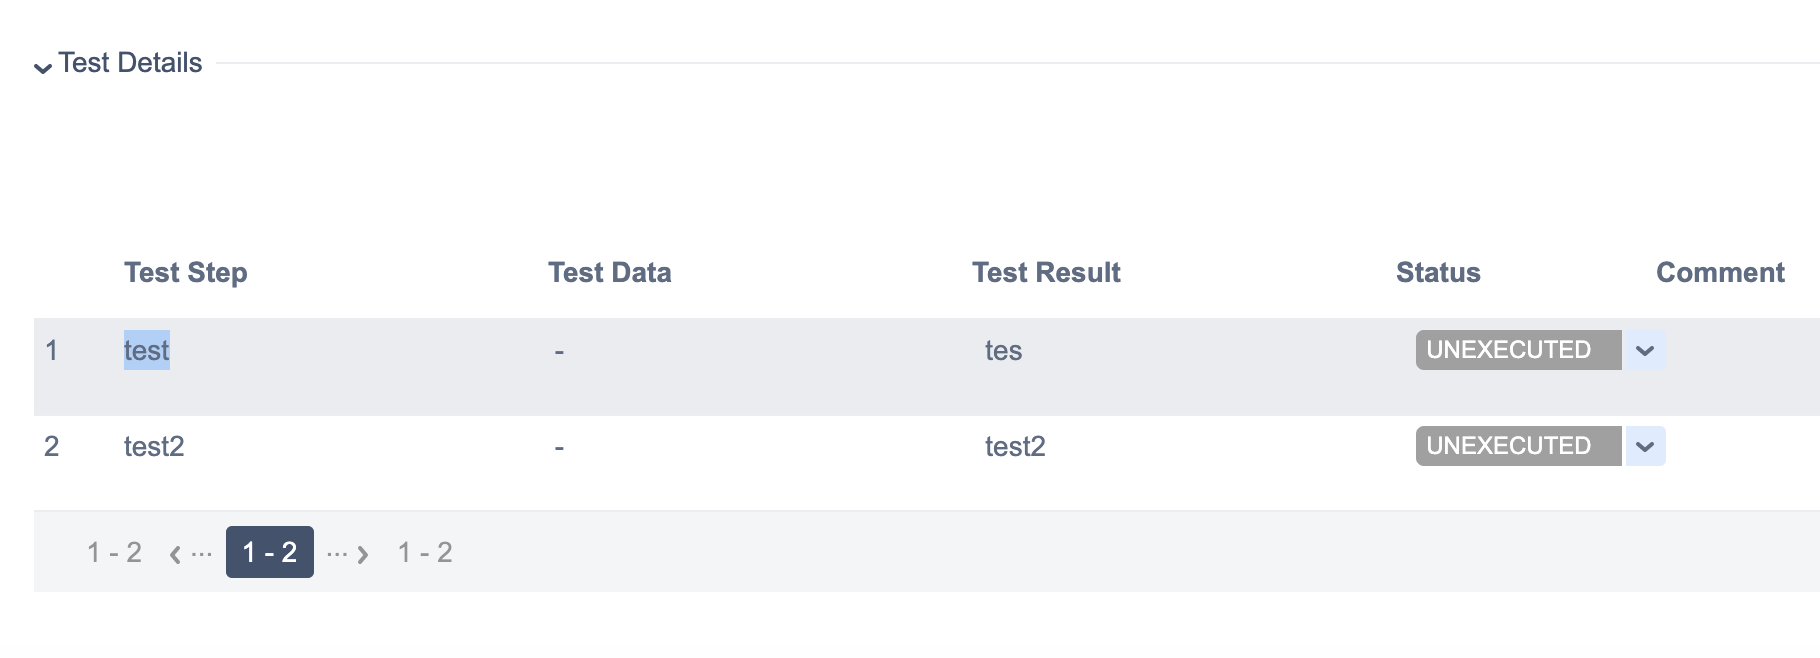 Test Details
Test Step Test Data Test Result Status Comment
1 test - tes UNEXECUTED
2 test2 - test2 UNEXECUTED
1 - 2 ‹ ... 1 - 2 ... › 1 - 2